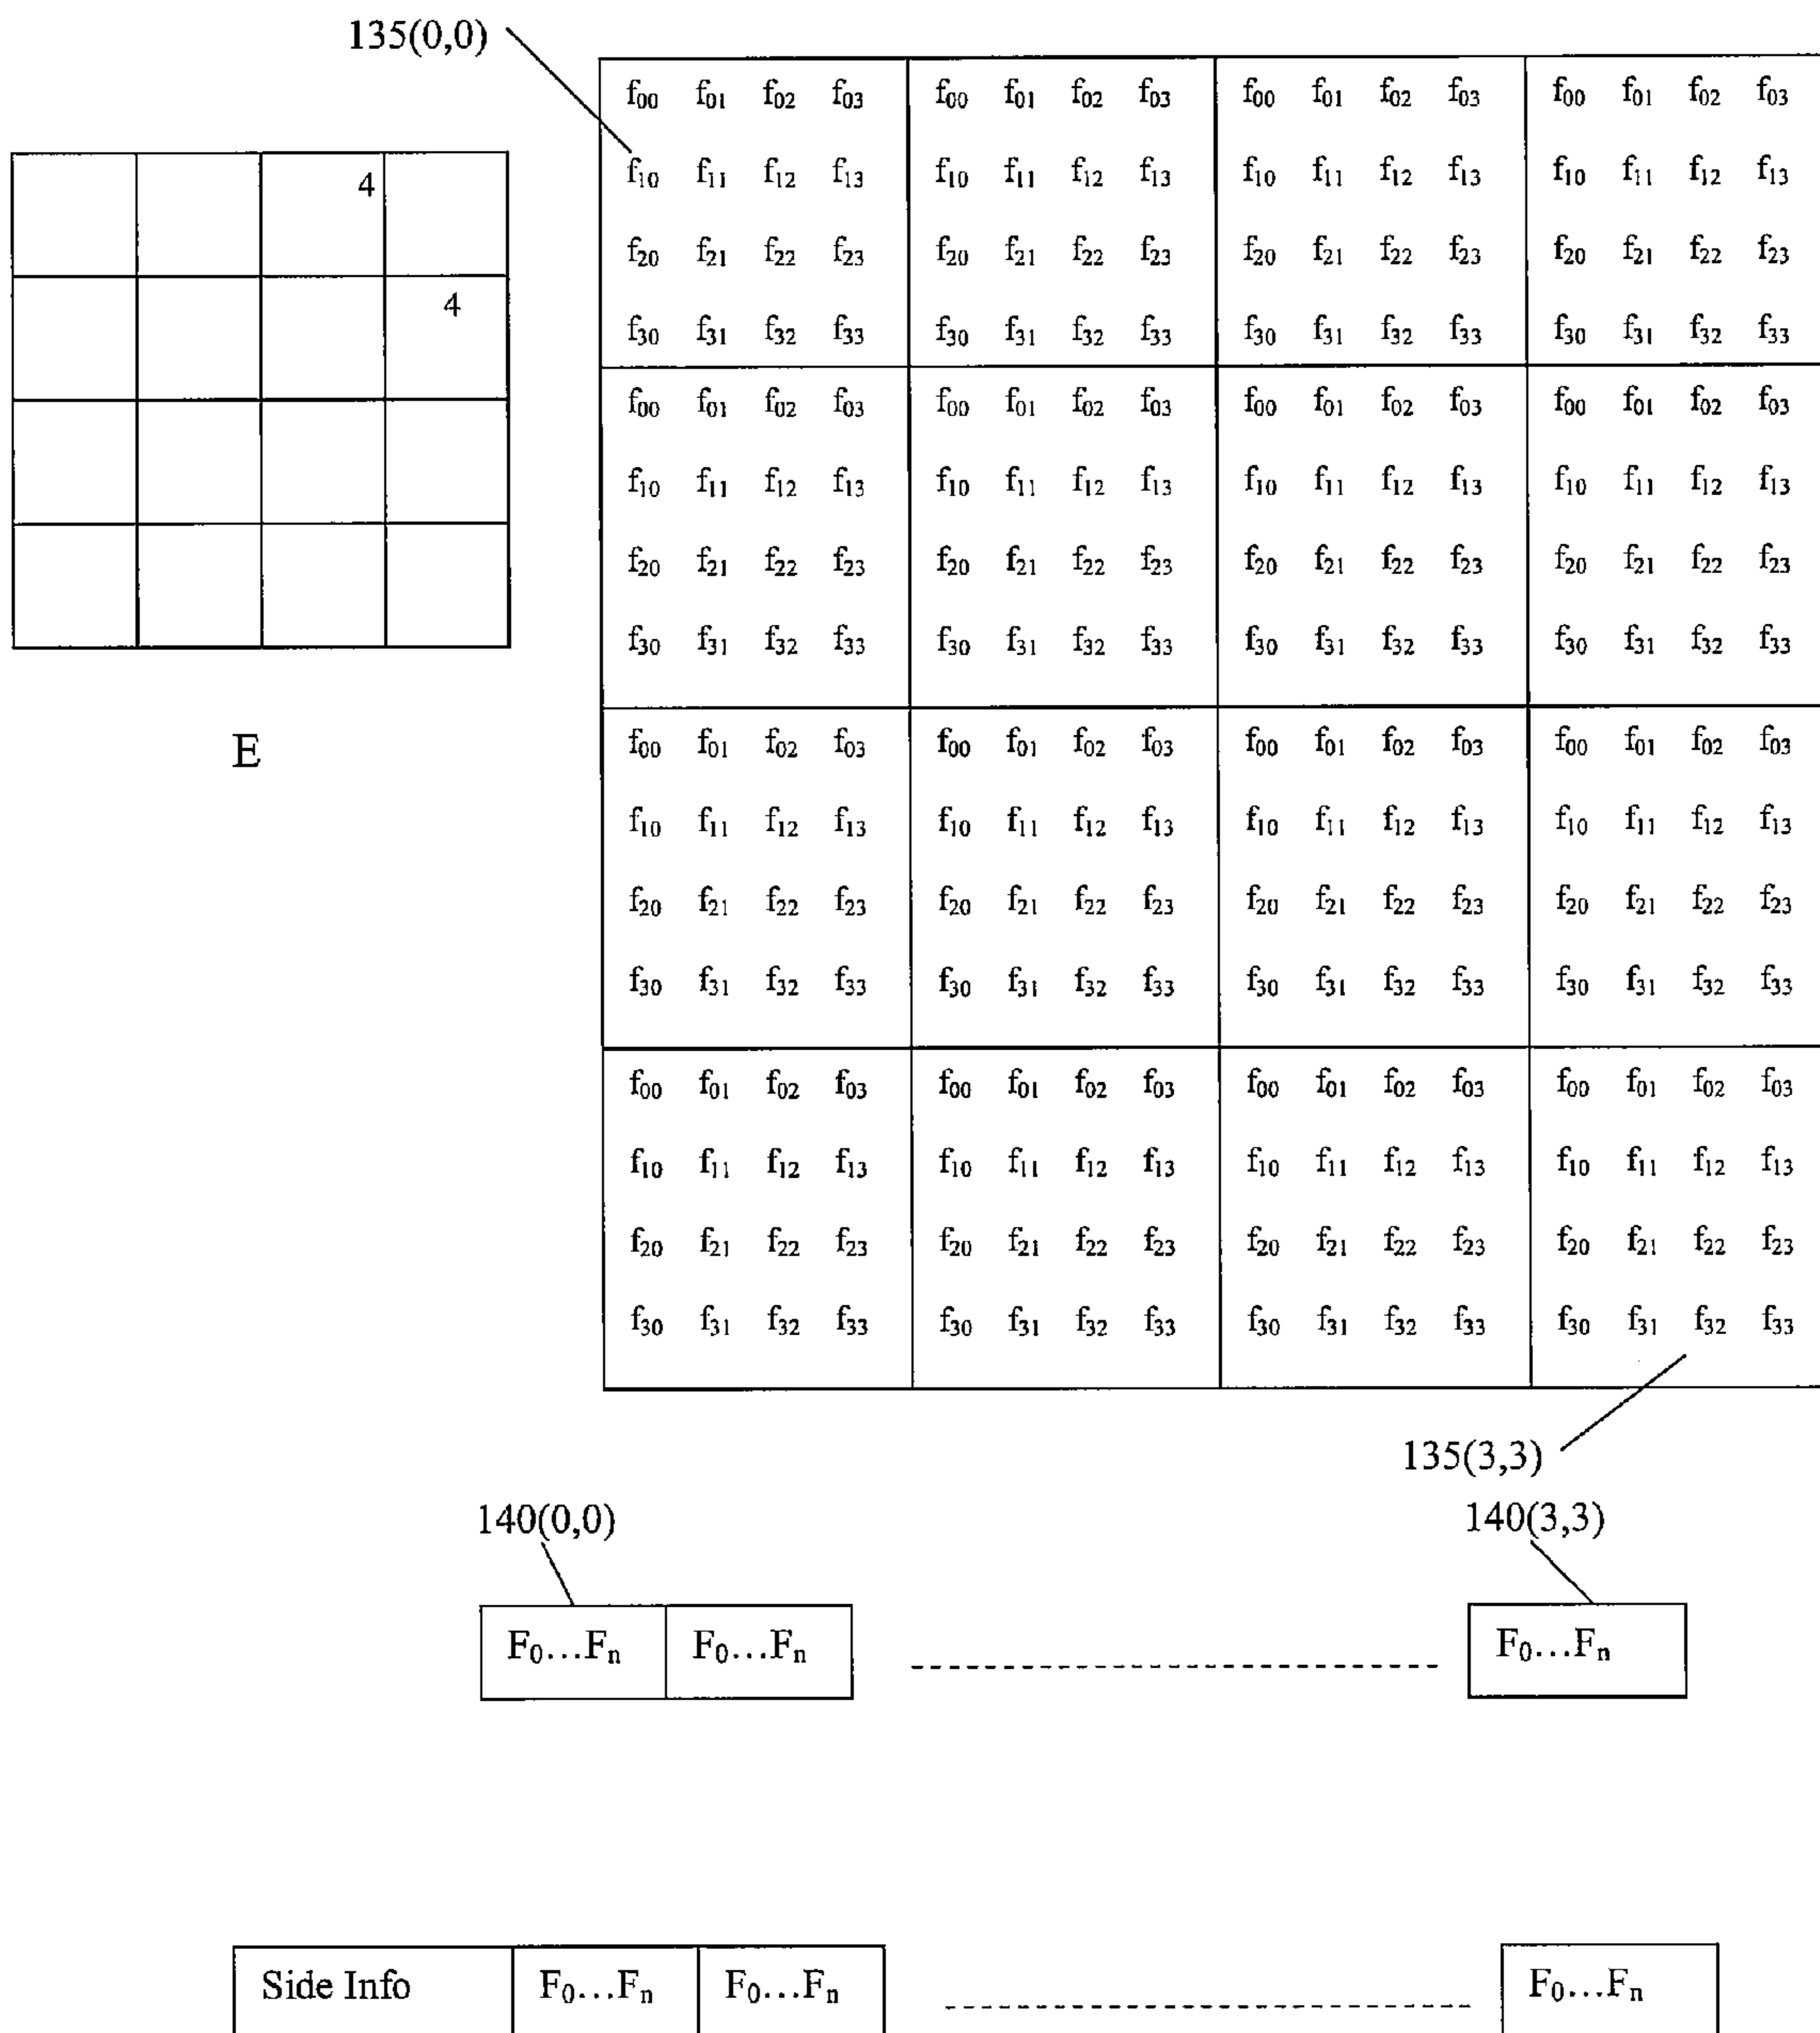 135(0,0)
f00 f01 f02 f03 f00 f01 f02 f03 f00 f01 f02 f03 f00 f01 f02 f03
4
f10 f11 f12 f13 f10 f11 f12 f13 f10 f11 f12 f13 f10 f11 f12 f13
f20 f21 f22 f23 f20 f21 f22 f23 f20 f21 f22 f23 f20 f21 f22 f23
4
f30 f31 f32 f33 f30 f31 f32 f33 f30 f31 f32 f33 f30 f31 f32 f33
f00 f01 f02 f03 f00 f01 f02 f03 f00 f01 f02 f03 f00 f01 f02 f03
f10 f11 f12 f13 f10 f11 f12 f13 f10 f11 f12 f13 f10 f11 f12 f13
f20 f21 f22 f23 f20 f21 f22 f23 f20 f21 f22 f23 f20 f21 f22 f23
f30 f31 f32 f33 f30 f31 f32 f33 f30 f31 f32 f33 f30 f31 f32 f33
E
f00 f01 f02 f03 f00 f01 f02 f03 f00 f01 f02 f03 f00 f01 f02 f03
f10 f11 f12 f13 f10 f11 f12 f13 f10 f11 f12 f13 f10 f11 f12 f13
f20 f21 f22 f23 f20 f21 f22 f23 f20 f21 f22 f23 f20 f21 f22 f23
f30 f31 f32 f33 f30 f31 f32 f33 f30 f31 f32 f33 f30 f31 f32 f33
f00 f01 f02 f03 f00 f01 f02 f03 f00 f01 f02 f03 f00 f01 f02 f03
f10 f11 f12 f13 f10 f11 f12 f13 f10 f11 f12 f13 f10 f11 f12 f13
f20 f21 f22 f23 f20 f21 f22 f23 f20 f21 f22 f23 f20 f21 f22 f23
f30 f31 f32 f33 f30 f31 f32 f33 f30 f31 f32 f33 f30 f31 f32 f33
135(3,3)
140(0,0) 140(3,3)
F0...Fn F0...Fn F0...Fn
Side Info F0...Fn F0...Fn F0...Fn